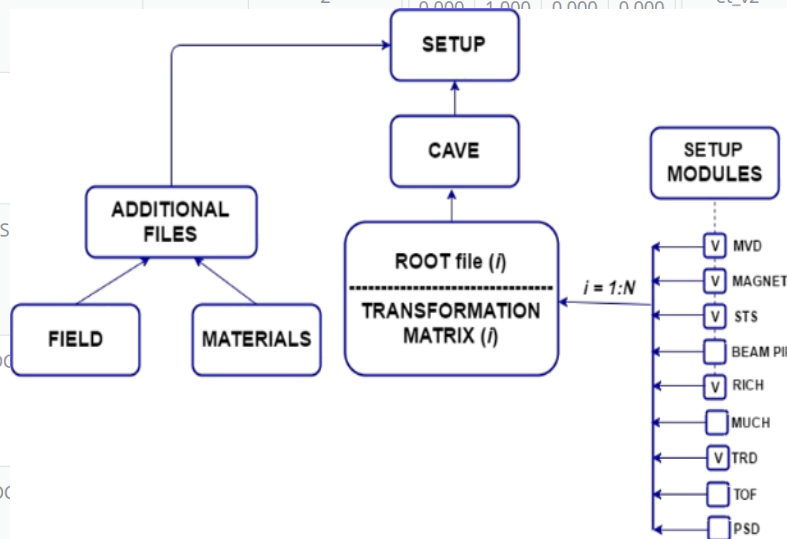 SETUP
CAVE
SETUP
MODULES
ADDITIONAL
FILES
ROOT file (i)
TRANSFORMATION
MATRIX (i)
i = 1:N
FIELD
MATERIALS
V MVD
V MAGNET
V STS
BEAM
V RICH
MUCH
V TRD
TOF
PSD